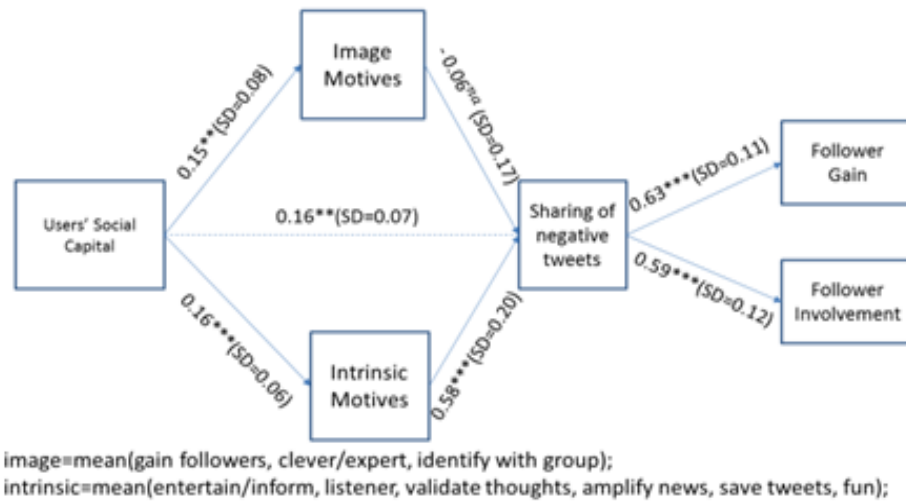 Image
Motives
0.15**(SD=0.08)
-0.06ⁿᵃ (SD=0.17)
Follower
Gain
0.63***(SD=0.11)
Users' Social
Capital
0.16**(SD=0.07)
Sharing of
negative
tweets
0.59***(SD=0.12)
Follower
Involvement
0.16***(SD=0.06)
Intrinsic
Motives
0.58***(SD=0.20)
image=mean(gain followers, clever/expert, identify with group);
intrinsic=mean(entertain/inform, listener, validate thoughts, amplify news, save tweets, fun);